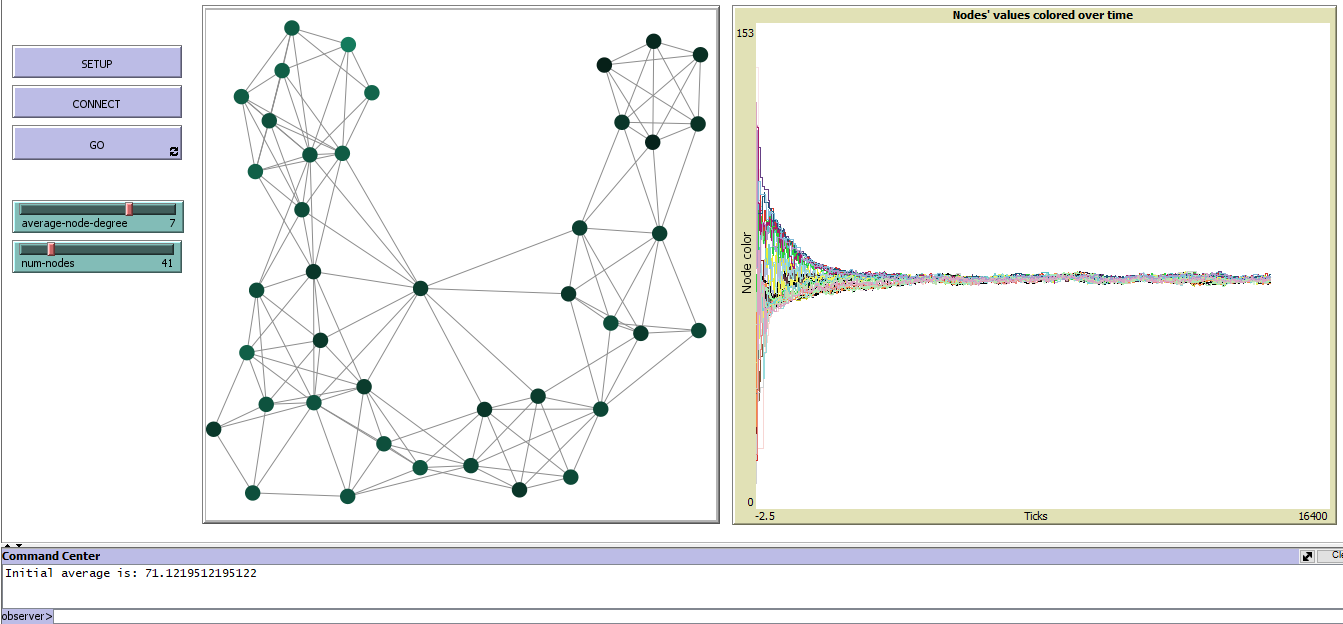 SETUP
CONNECT
GO
average-node-degree 7
num-nodes 41
Nodes' values colored over time
153
Node color
0
-2.5 Ticks 16400
Command Center
Initial average is: 71.1219512195122
observer>